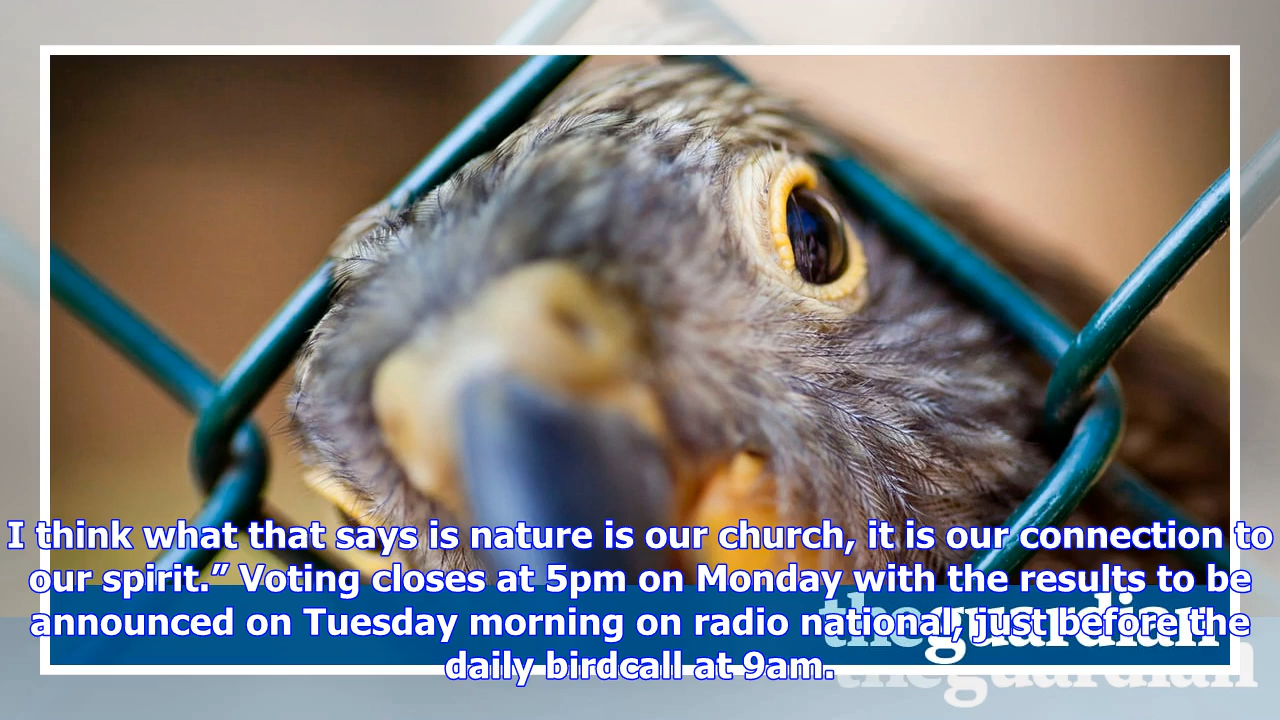 I think what that says is nature is our church, it is our connection to
our spirit.” Voting closes at 5pm on Monday with the results to be
announced on Tuesday morning on radio national, just before the
daily birdcall at 9am.
theguardian
theguardian